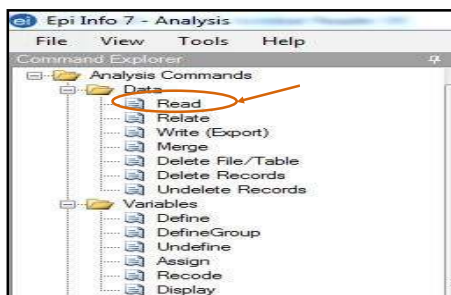 ei Epi Info 7 - Analysis
File View Tools Help
Command Explorer
Analysis Commands
Data
Read
Relate
Write (Export)
Merge
Delete File/Table
Delete Records
Undelete Records
Variables
Define
DefineGroup
Undefine
Assign
Recode
Display